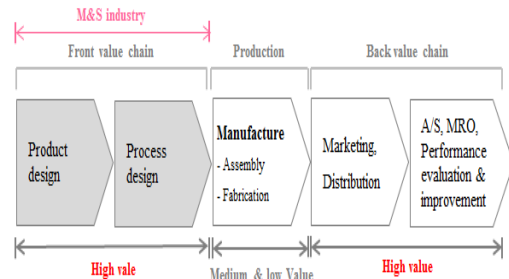 M&S industry
Front value chain
Production
Back value chain
Product
design
Process
design
Manufacture
- Assembly
- Fabrication
Marketing,
Distribution
A/S, MRO,
Performance
evaluation &
improvement
High vale
Medium & low Value
High value